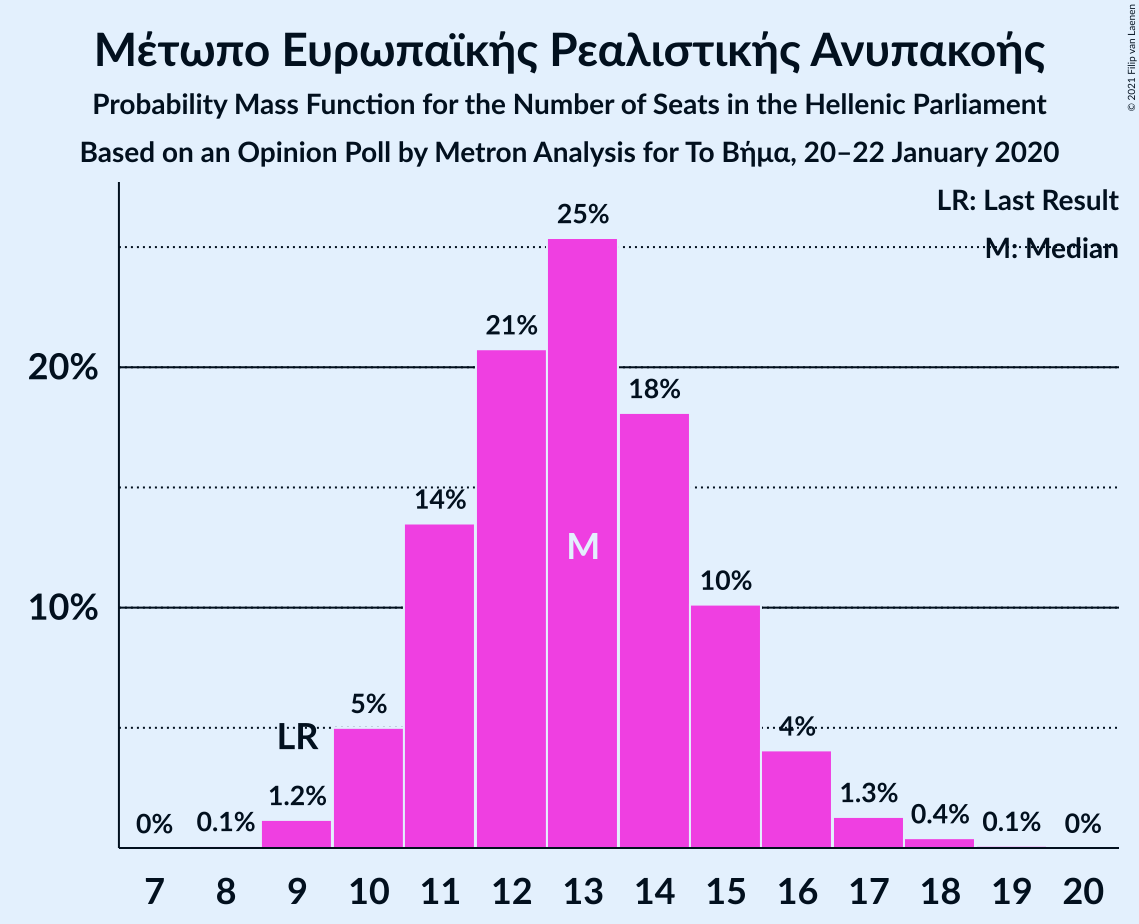 Μέτωπο Ευρωπαϊκής Ρεαλιστικής Ανυπακοής
Probability Mass Function for the Number of Seats in the Hellenic Parliament
Based on an Opinion Poll by Metron Analysis for Το Βήμα, 20–22 January 2020
© 2021 Filip van Laenen
LR: Last Result
M: Median
25%
21%
20%
18%
14%
M
10%
10%
5%
LR
4%
1.2%
1.3%
0% 0.1% 0.4% 0.1% 0%
7 8 9 10 11 12 13 14 15 16 17 18 19 20